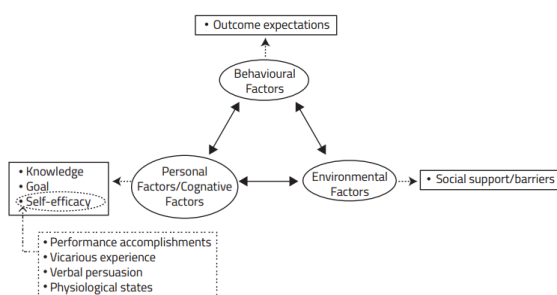 • Outcome expectations
Behavioural
Factors
• Knowledge
• Goal
• Self-efficacy
Personal
Factors/Cognative
Factors
Environmental
Factors
• Social support/barriers
• Performance accomplishments
• Vicarious experience
• Verbal persuasion
• Physiological states